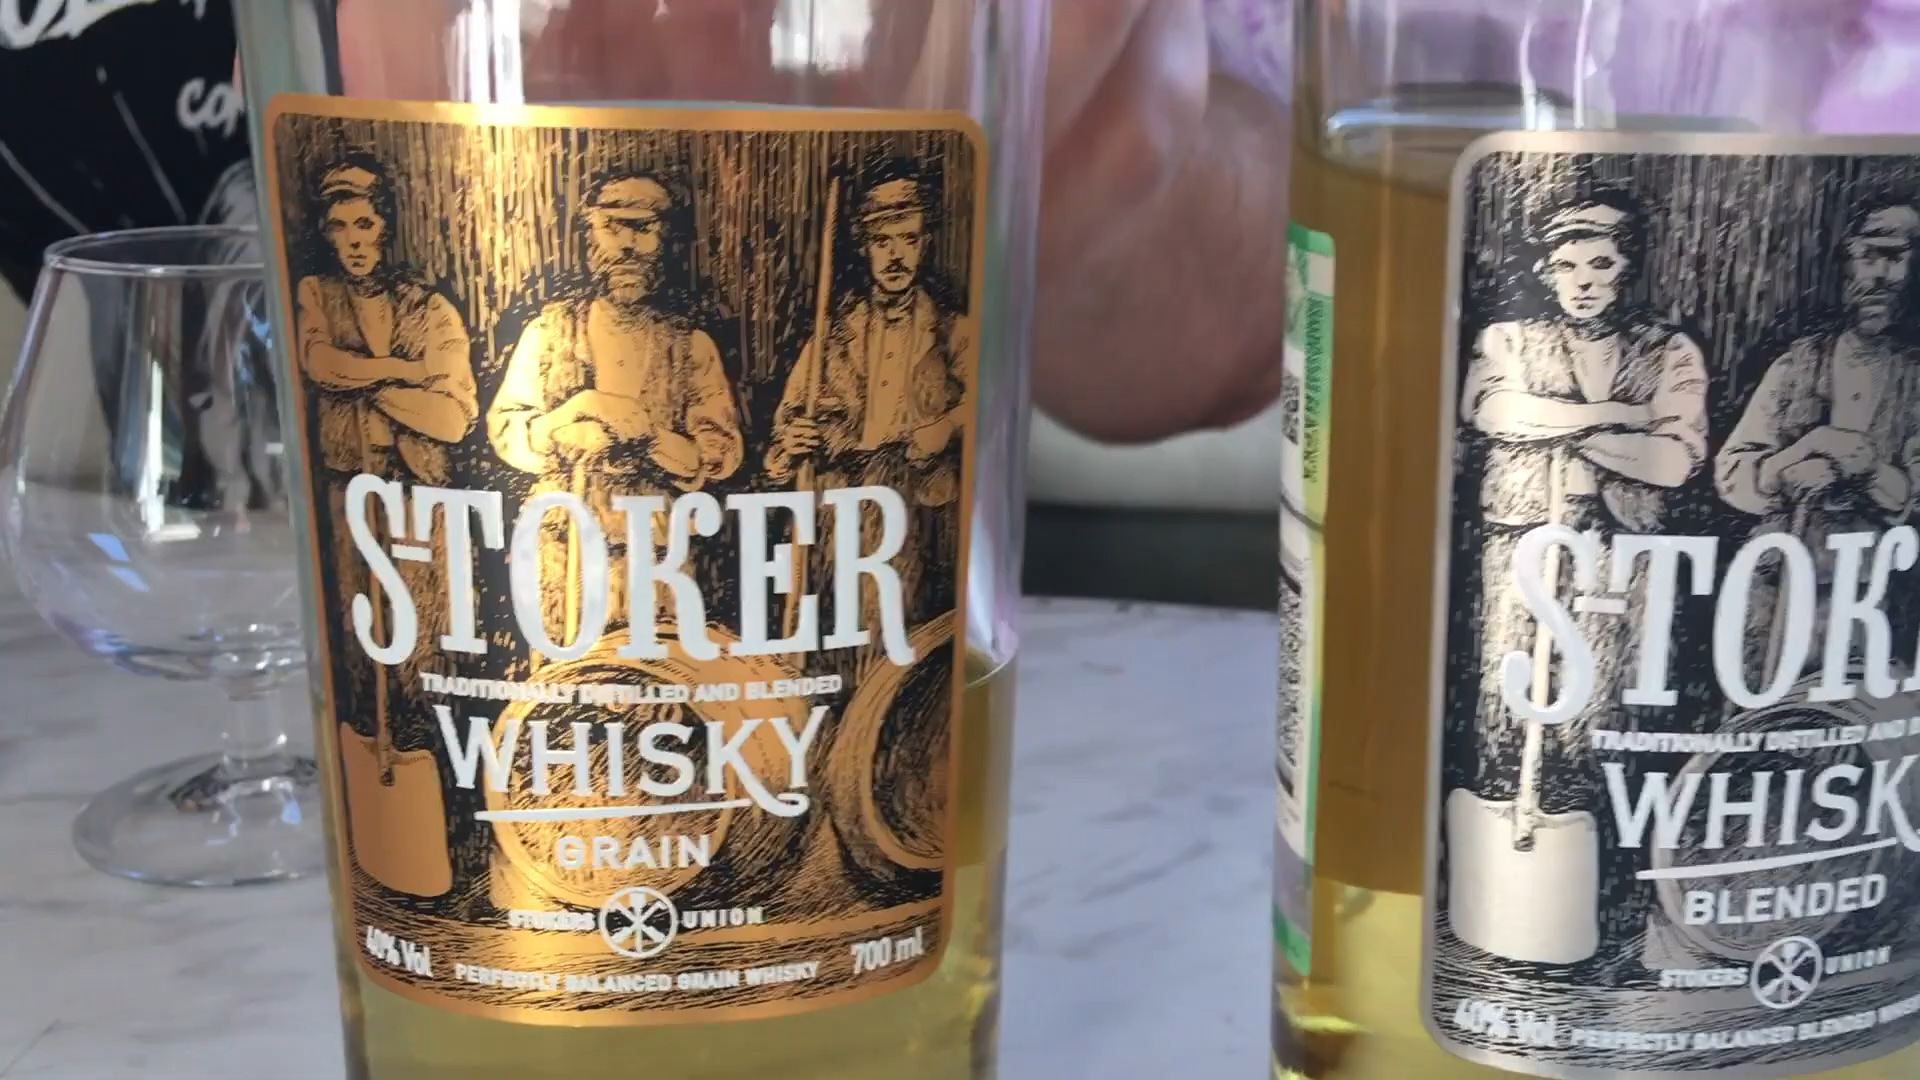 STOKER
TRADITIONALLY DISTILLED AND BLENDED
WHISKY
GRAIN
STOKERS UNION
40% Vol
700 ml
PERFECTLY BALANCED GRAIN WHISKY
STOK
TRADITIONALLY DISTILLED AND
WHISK
BLENDED
STOKERS UNION
40% Vol
PERFECTLY BALANCED BLENDED